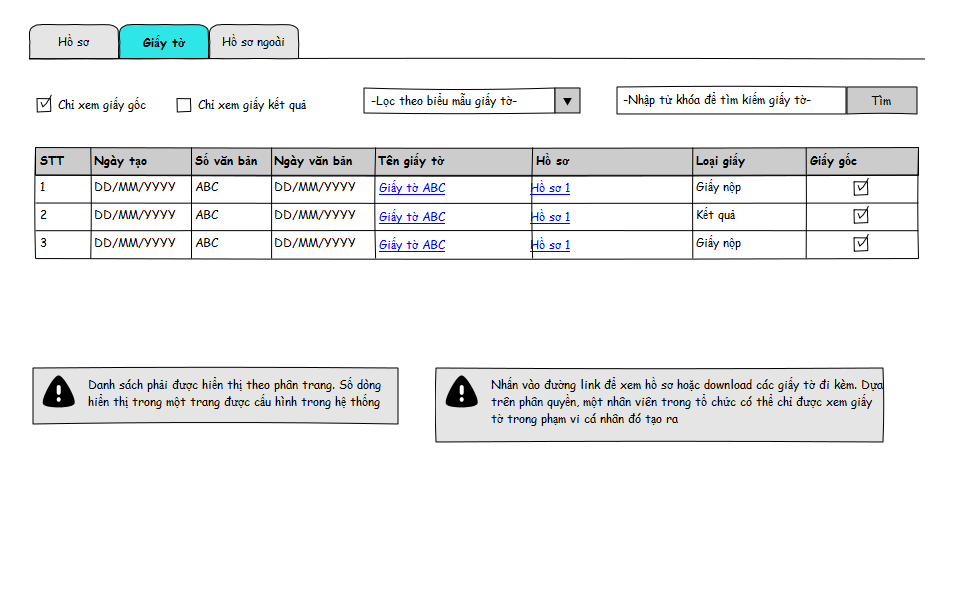 Hồ sơ Giấy tờ Hồ sơ ngoài
Chỉ xem giấy gốc Chỉ xem giấy kết quả -Lọc theo biểu mẫu giấy tờ- -Nhập từ khóa để tìm kiếm giấy tờ- Tìm
STT Ngày tạo Số văn bản Ngày văn bản Tên giấy tờ Hồ sơ Loại giấy Giấy gốc
1 DD/MM/YYYY ABC DD/MM/YYYY Giấy tờ ABC Hồ sơ 1 Giấy nộp
2 DD/MM/YYYY ABC DD/MM/YYYY Giấy tờ ABC Hồ sơ 1 Kết quả
3 DD/MM/YYYY ABC DD/MM/YYYY Giấy tờ ABC Hồ sơ 1 Giấy nộp
Danh sách phải được hiển thị theo phân trang. Số dòng
hiển thị trong một trang được cấu hình trong hệ thống
Nhấn vào đường link để xem hồ sơ hoặc download các giấy tờ đi kèm. Dựa
trên phân quyền, một nhân viên trong tổ chức có thể chỉ được xem giấy
tờ trong phạm vi cá nhân đó tạo ra